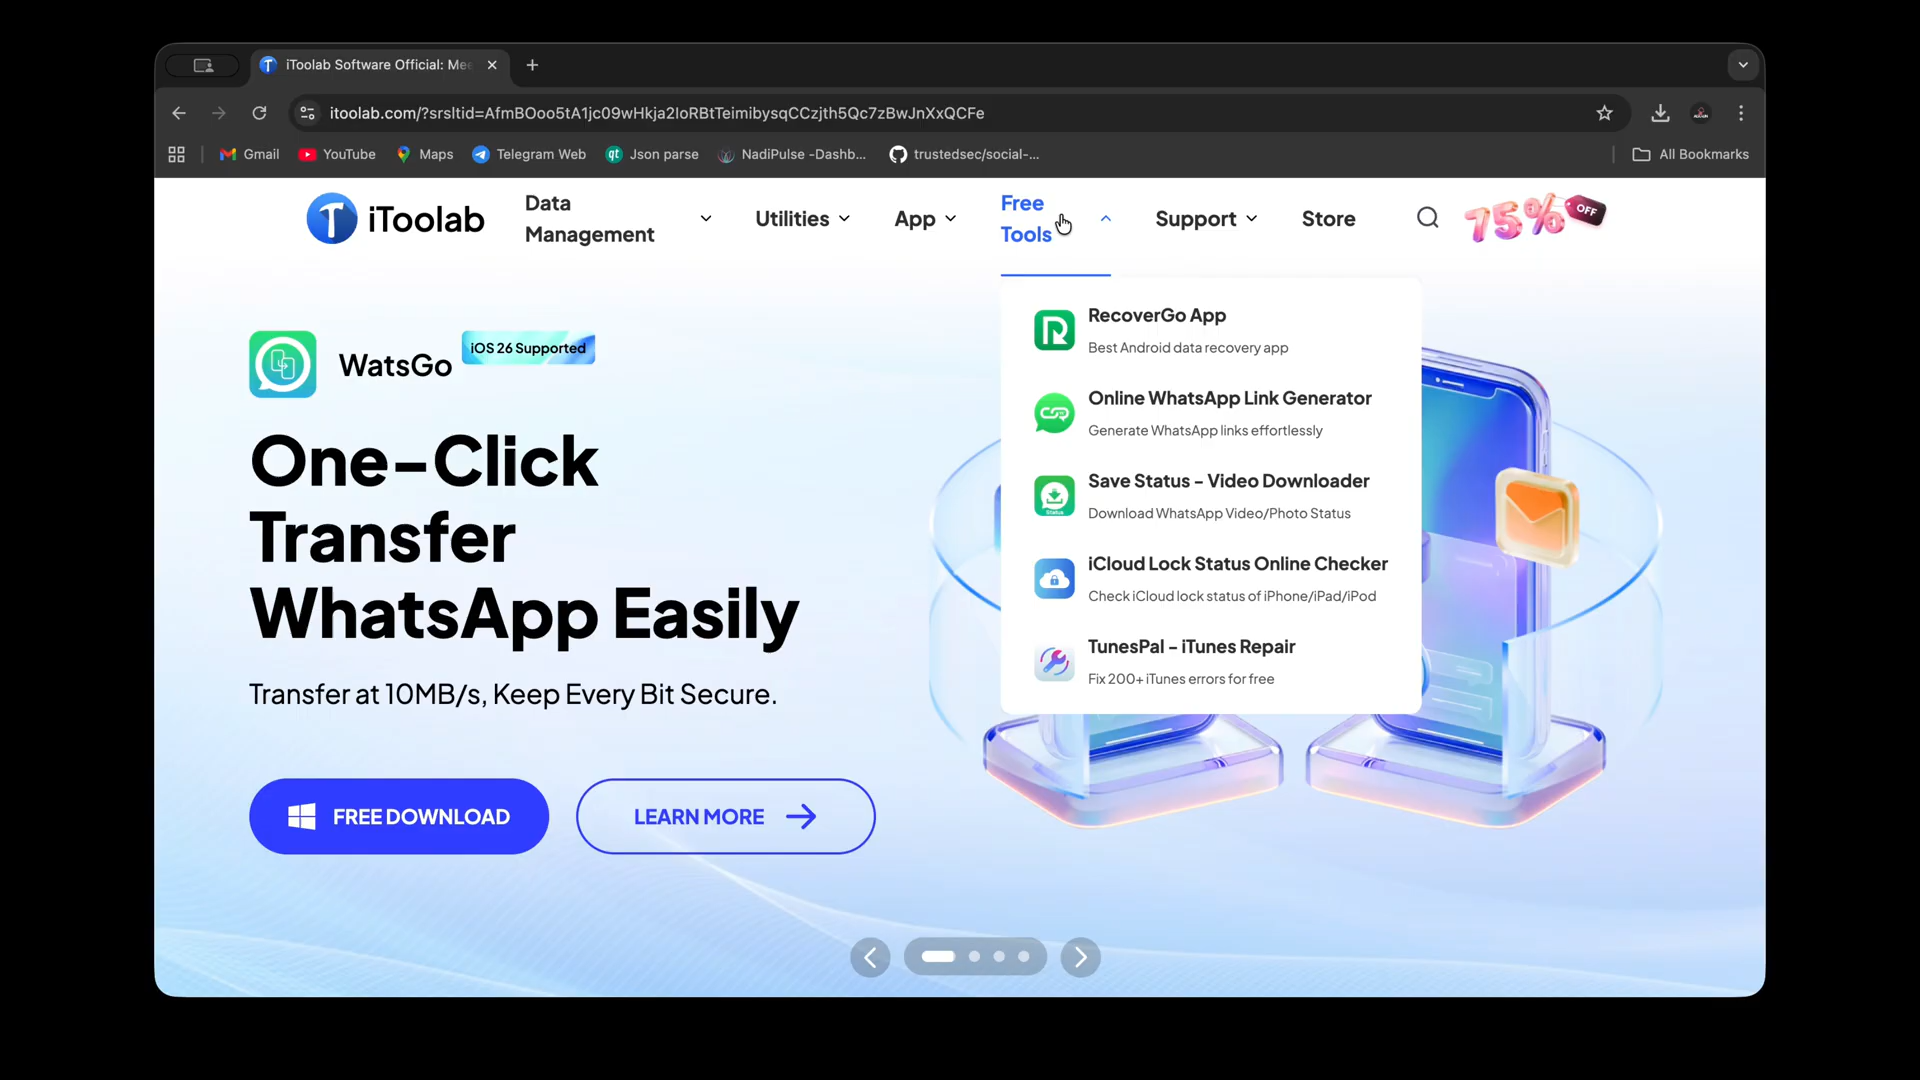 iToolab Software Official: Mee
itoolab.com/?srsltid=AfmBOoo5tA1jc09wHkja2IoRBtTeimibysqCCzjth5Qc7zBwJnXxQCFe
Gmail
YouTube
Maps
Telegram Web
qt
Json parse
NadiPulse -Dashb...
trustedsec/social-...
All Bookmarks
iToolab
Data
Management
Utilities
App
Free
Tools
Support
Store
75% OFF
WatsGo
iOS 26 Supported
One-Click
Transfer
WhatsApp Easily
Transfer at 10MB/s, Keep Every Bit Secure.
FREE DOWNLOAD
LEARN MORE
RecoverGo App
Best Android data recovery app
Online WhatsApp Link Generator
Generate WhatsApp links effortlessly
Save Status - Video Downloader
Download WhatsApp Video/Photo Status
Status
iCloud Lock Status Online Checker
Check iCloud lock status of iPhone/iPad/iPod
TunesPal - iTunes Repair
Fix 200+ iTunes errors for free